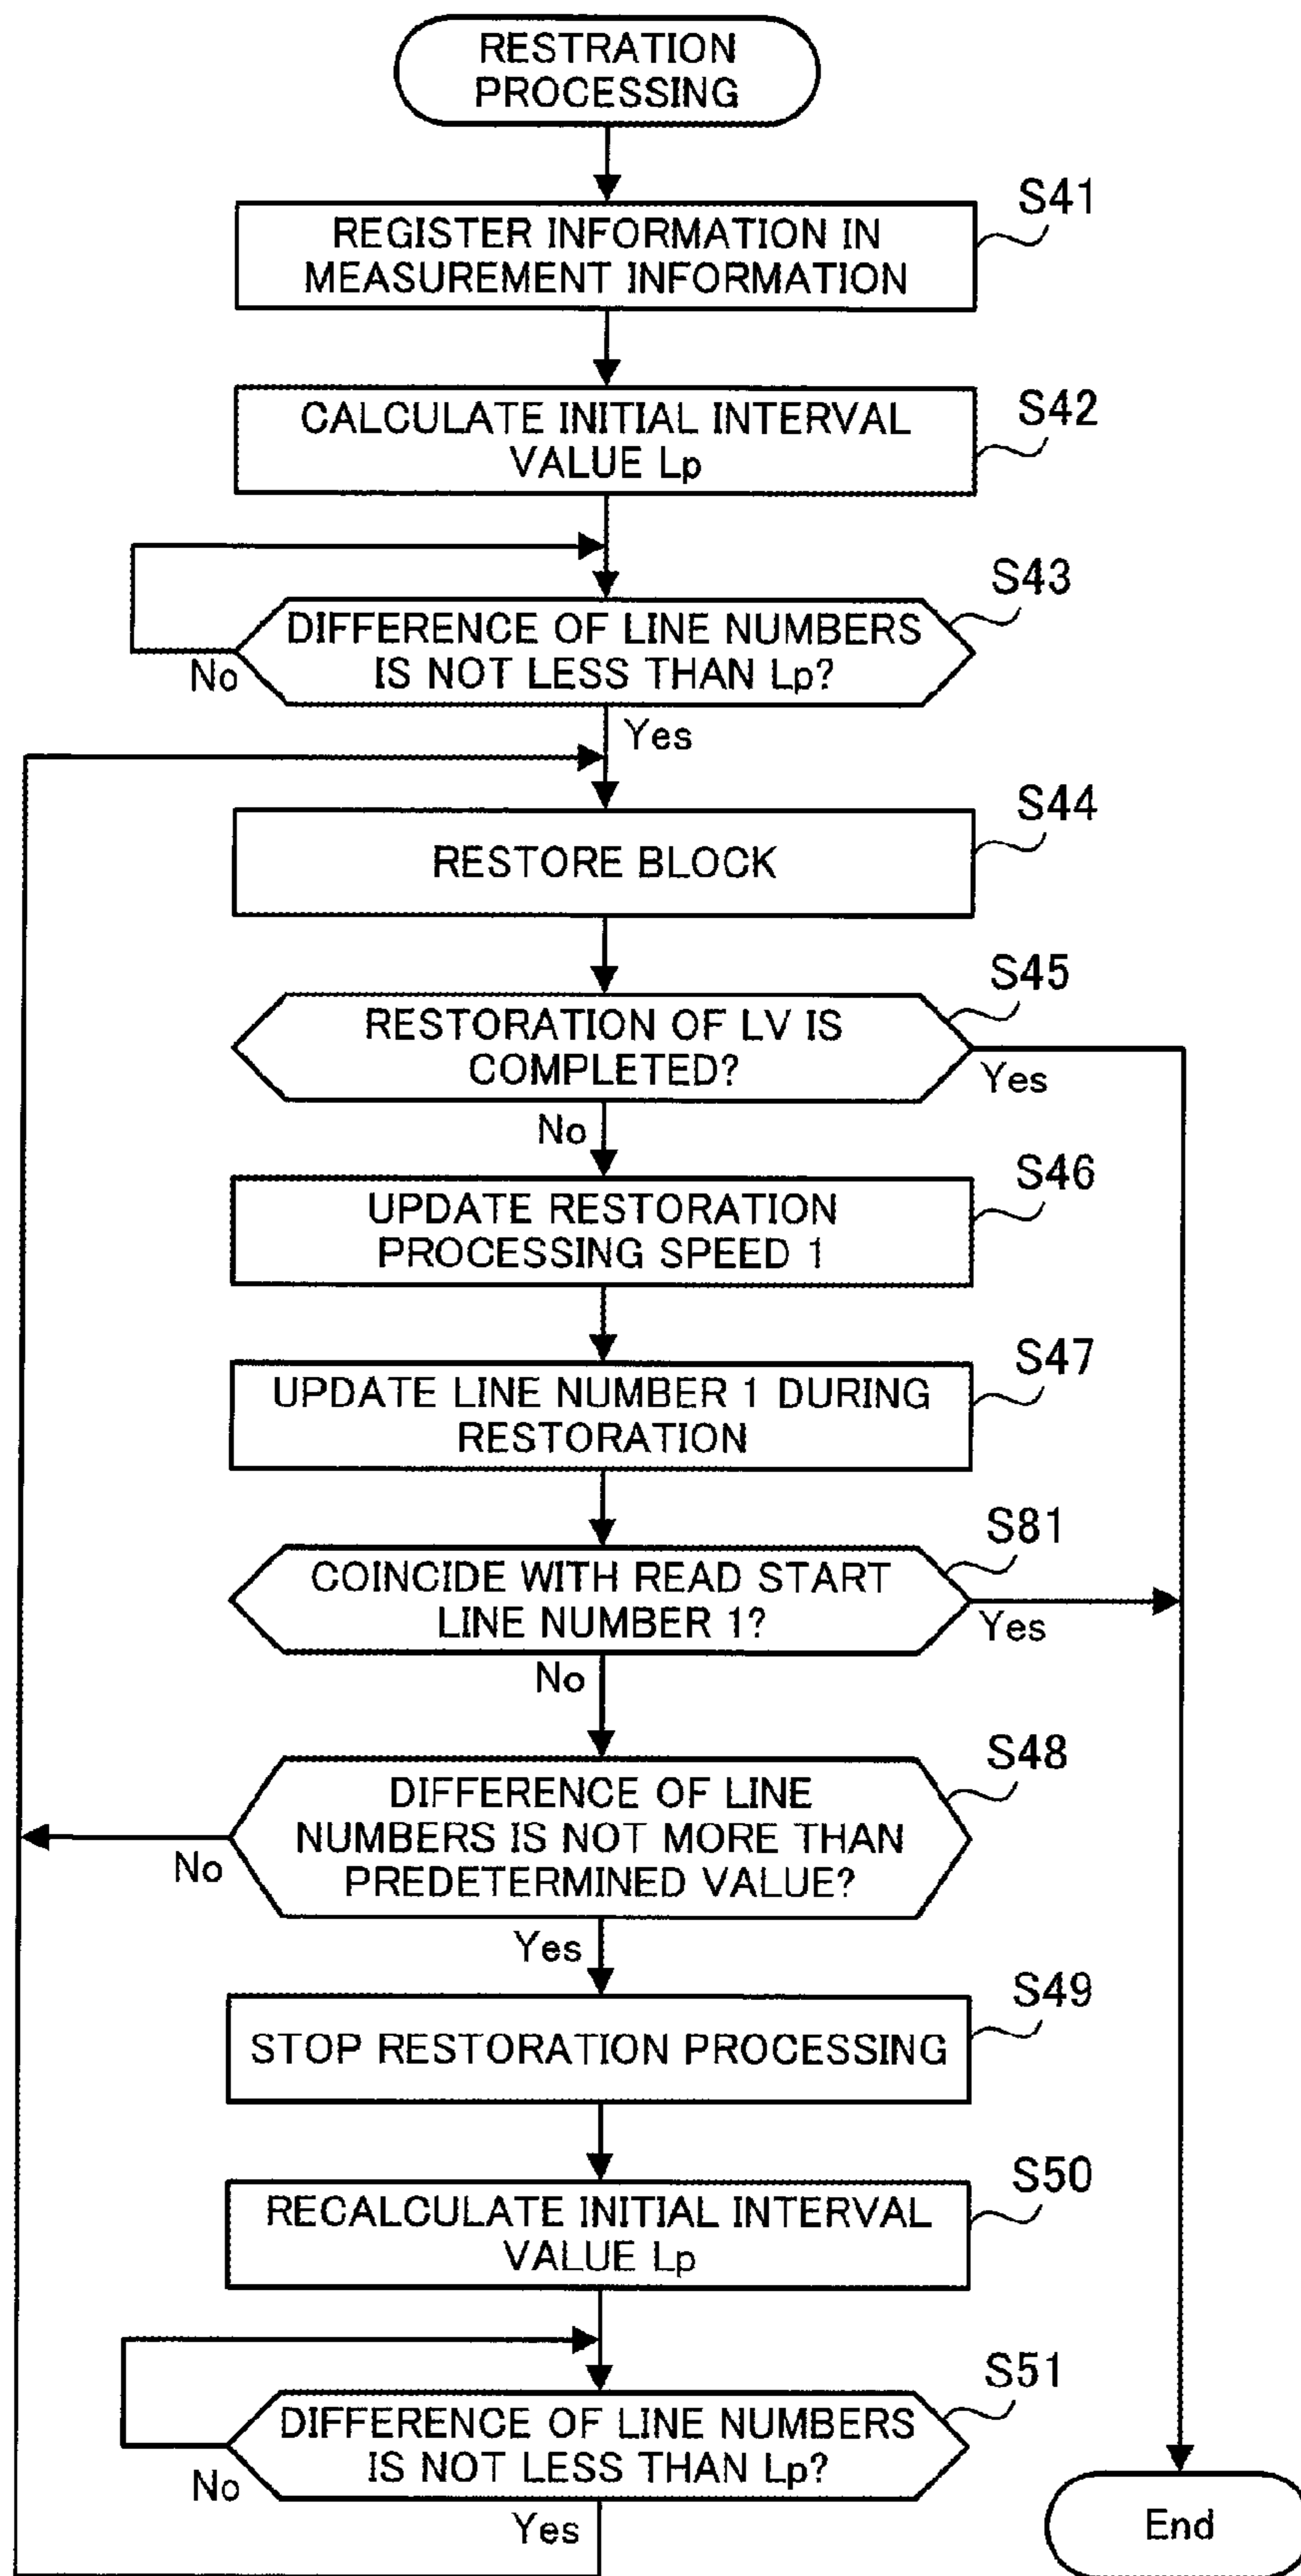 RESTRATION
PROCESSING
S41
REGISTER INFORMATION IN
MEASUREMENT INFORMATION
S42
CALCULATE INITIAL INTERVAL
VALUE Lp
S43
DIFFERENCE OF LINE NUMBERS
IS NOT LESS THAN Lp?
No
Yes
S44
RESTORE BLOCK
S45
RESTORATION OF LV IS
COMPLETED?
Yes
No
S46
UPDATE RESTORATION
PROCESSING SPEED 1
S47
UPDATE LINE NUMBER 1 DURING
RESTORATION
S81
COINCIDE WITH READ START
LINE NUMBER 1?
Yes
No
S48
DIFFERENCE OF LINE
NUMBERS IS NOT MORE THAN
PREDETERMINED VALUE?
No
Yes
S49
STOP RESTORATION PROCESSING
S50
RECALCULATE INITIAL INTERVAL
VALUE Lp
S51
DIFFERENCE OF LINE NUMBERS
IS NOT LESS THAN Lp?
No
Yes
End